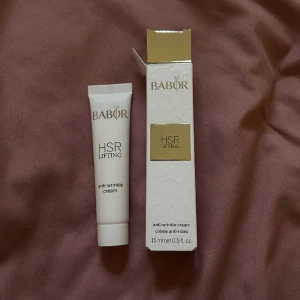 BABOR
HSR
LIFTING
anti-wrinkle
cream
BABOR
HSR
LIFTING
anti-wrinkle cream
crème anti-rides
15 ml net 0.5 fl. oz.